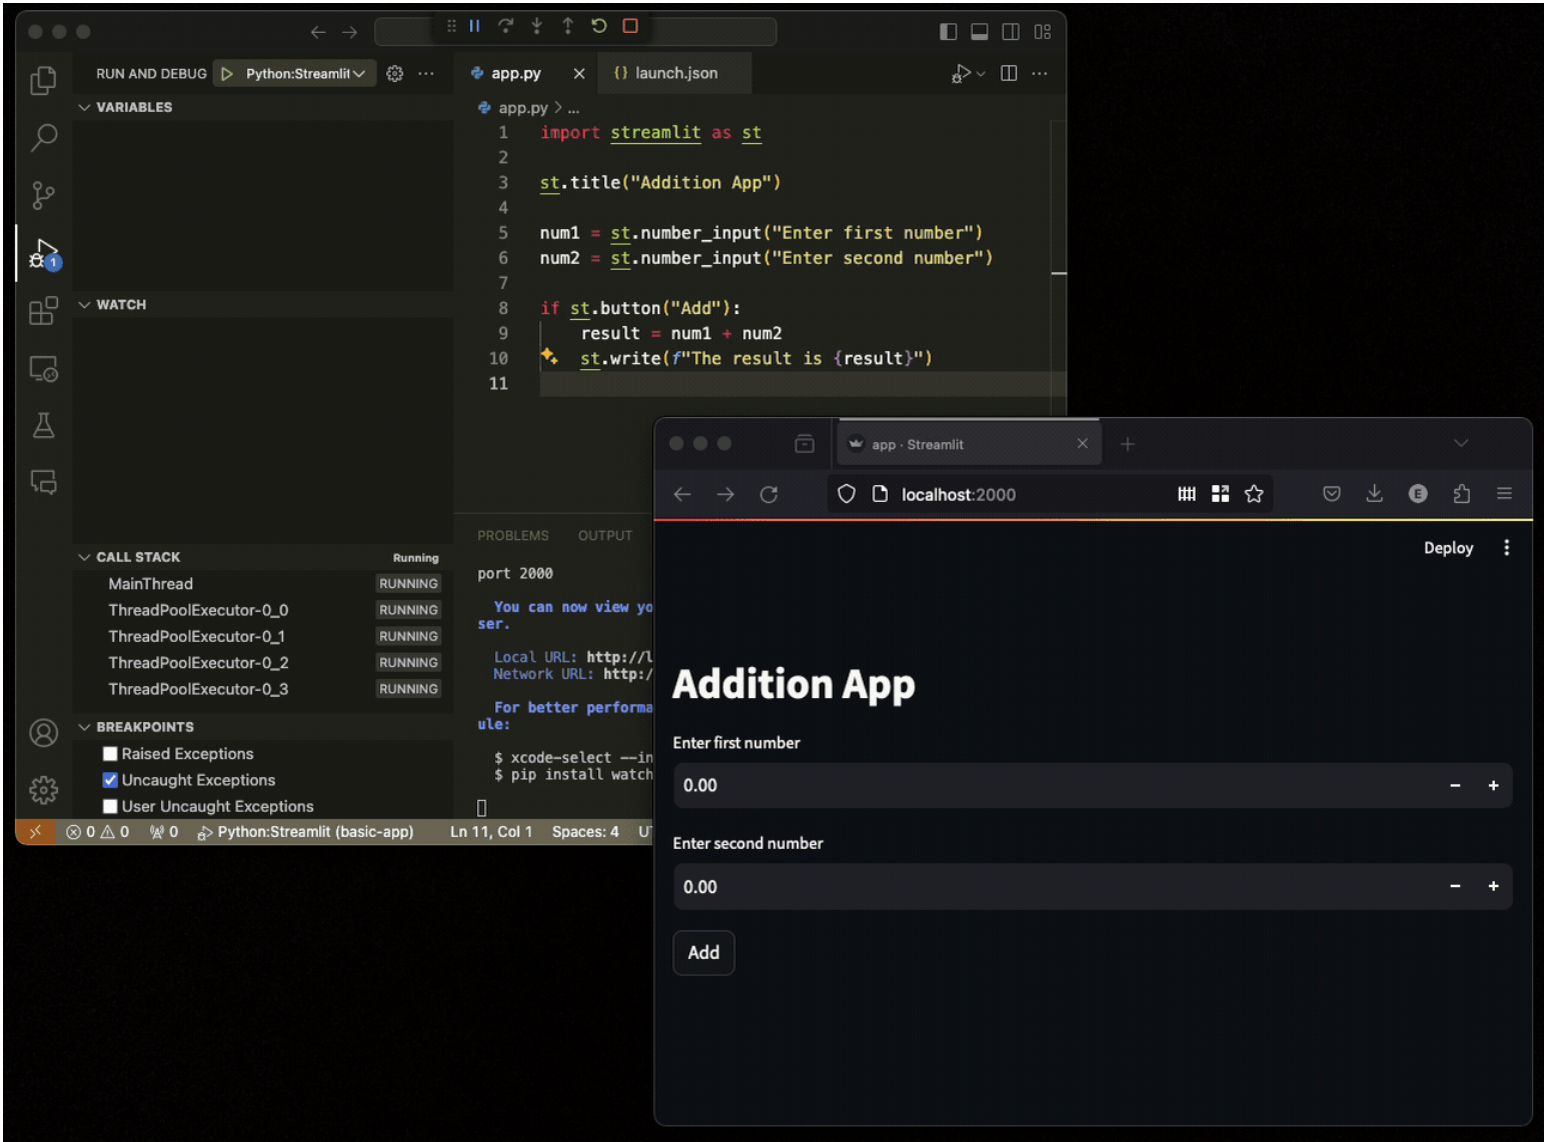 RUN AND DEBUG
Python:Streamlit
VARIABLES
WATCH
CALL STACK
Running
MainThread
RUNNING
ThreadPoolExecutor-0_0
RUNNING
ThreadPoolExecutor-0_1
RUNNING
ThreadPoolExecutor-0_2
RUNNING
ThreadPoolExecutor-0_3
RUNNING
BREAKPOINTS
Raised Exceptions
Uncaught Exceptions
User Uncaught Exceptions
1
app.py
{} launch.json
app.py > ...
1 import streamlit as st
2
3 st.title("Addition App")
4
5 num1 = st.number_input("Enter first number")
6 num2 = st.number_input("Enter second number")
7
8 if st.button("Add"):
9 result = num1 + num2
10 st.write(f"The result is {result}")
11
PROBLEMS OUTPUT
port 2000
You can now view yo
ser.
Local URL: http://l
Network URL: http:/
For better performa
ule:
$ xcode-select --in
$ pip install watch
0 0 0 Python:Streamlit (basic-app) Ln 11, Col 1 Spaces: 4 UT
app · Streamlit
localhost:2000
E
Deploy
Addition App
Enter first number
0.00 - +
Enter second number
0.00 - +
Add